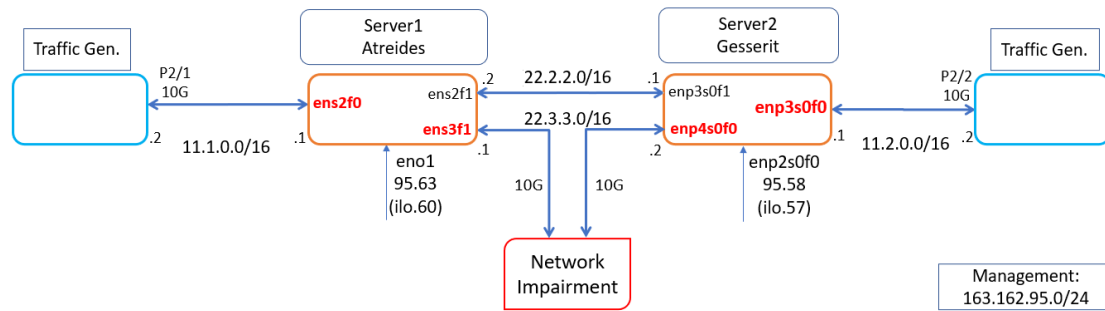 Traffic Gen.
P2/1
10G
.2
11.1.0.0/16
.1
Server1
Atreides
ens2f0
ens2f1
ens3f1
.2
.1
eno1
95.63
(ilo.60)
22.2.2.0/16
22.3.3.0/16
10G
10G
Network
Impairment
Server2
Gesserit
.1
enp3s0f1
enp3s0f0
enp4s0f0
.2
.1
enp2s0f0
95.58
(ilo.57)
11.2.0.0/16
Traffic Gen.
P2/2
10G
.2
Management:
163.162.95.0/24